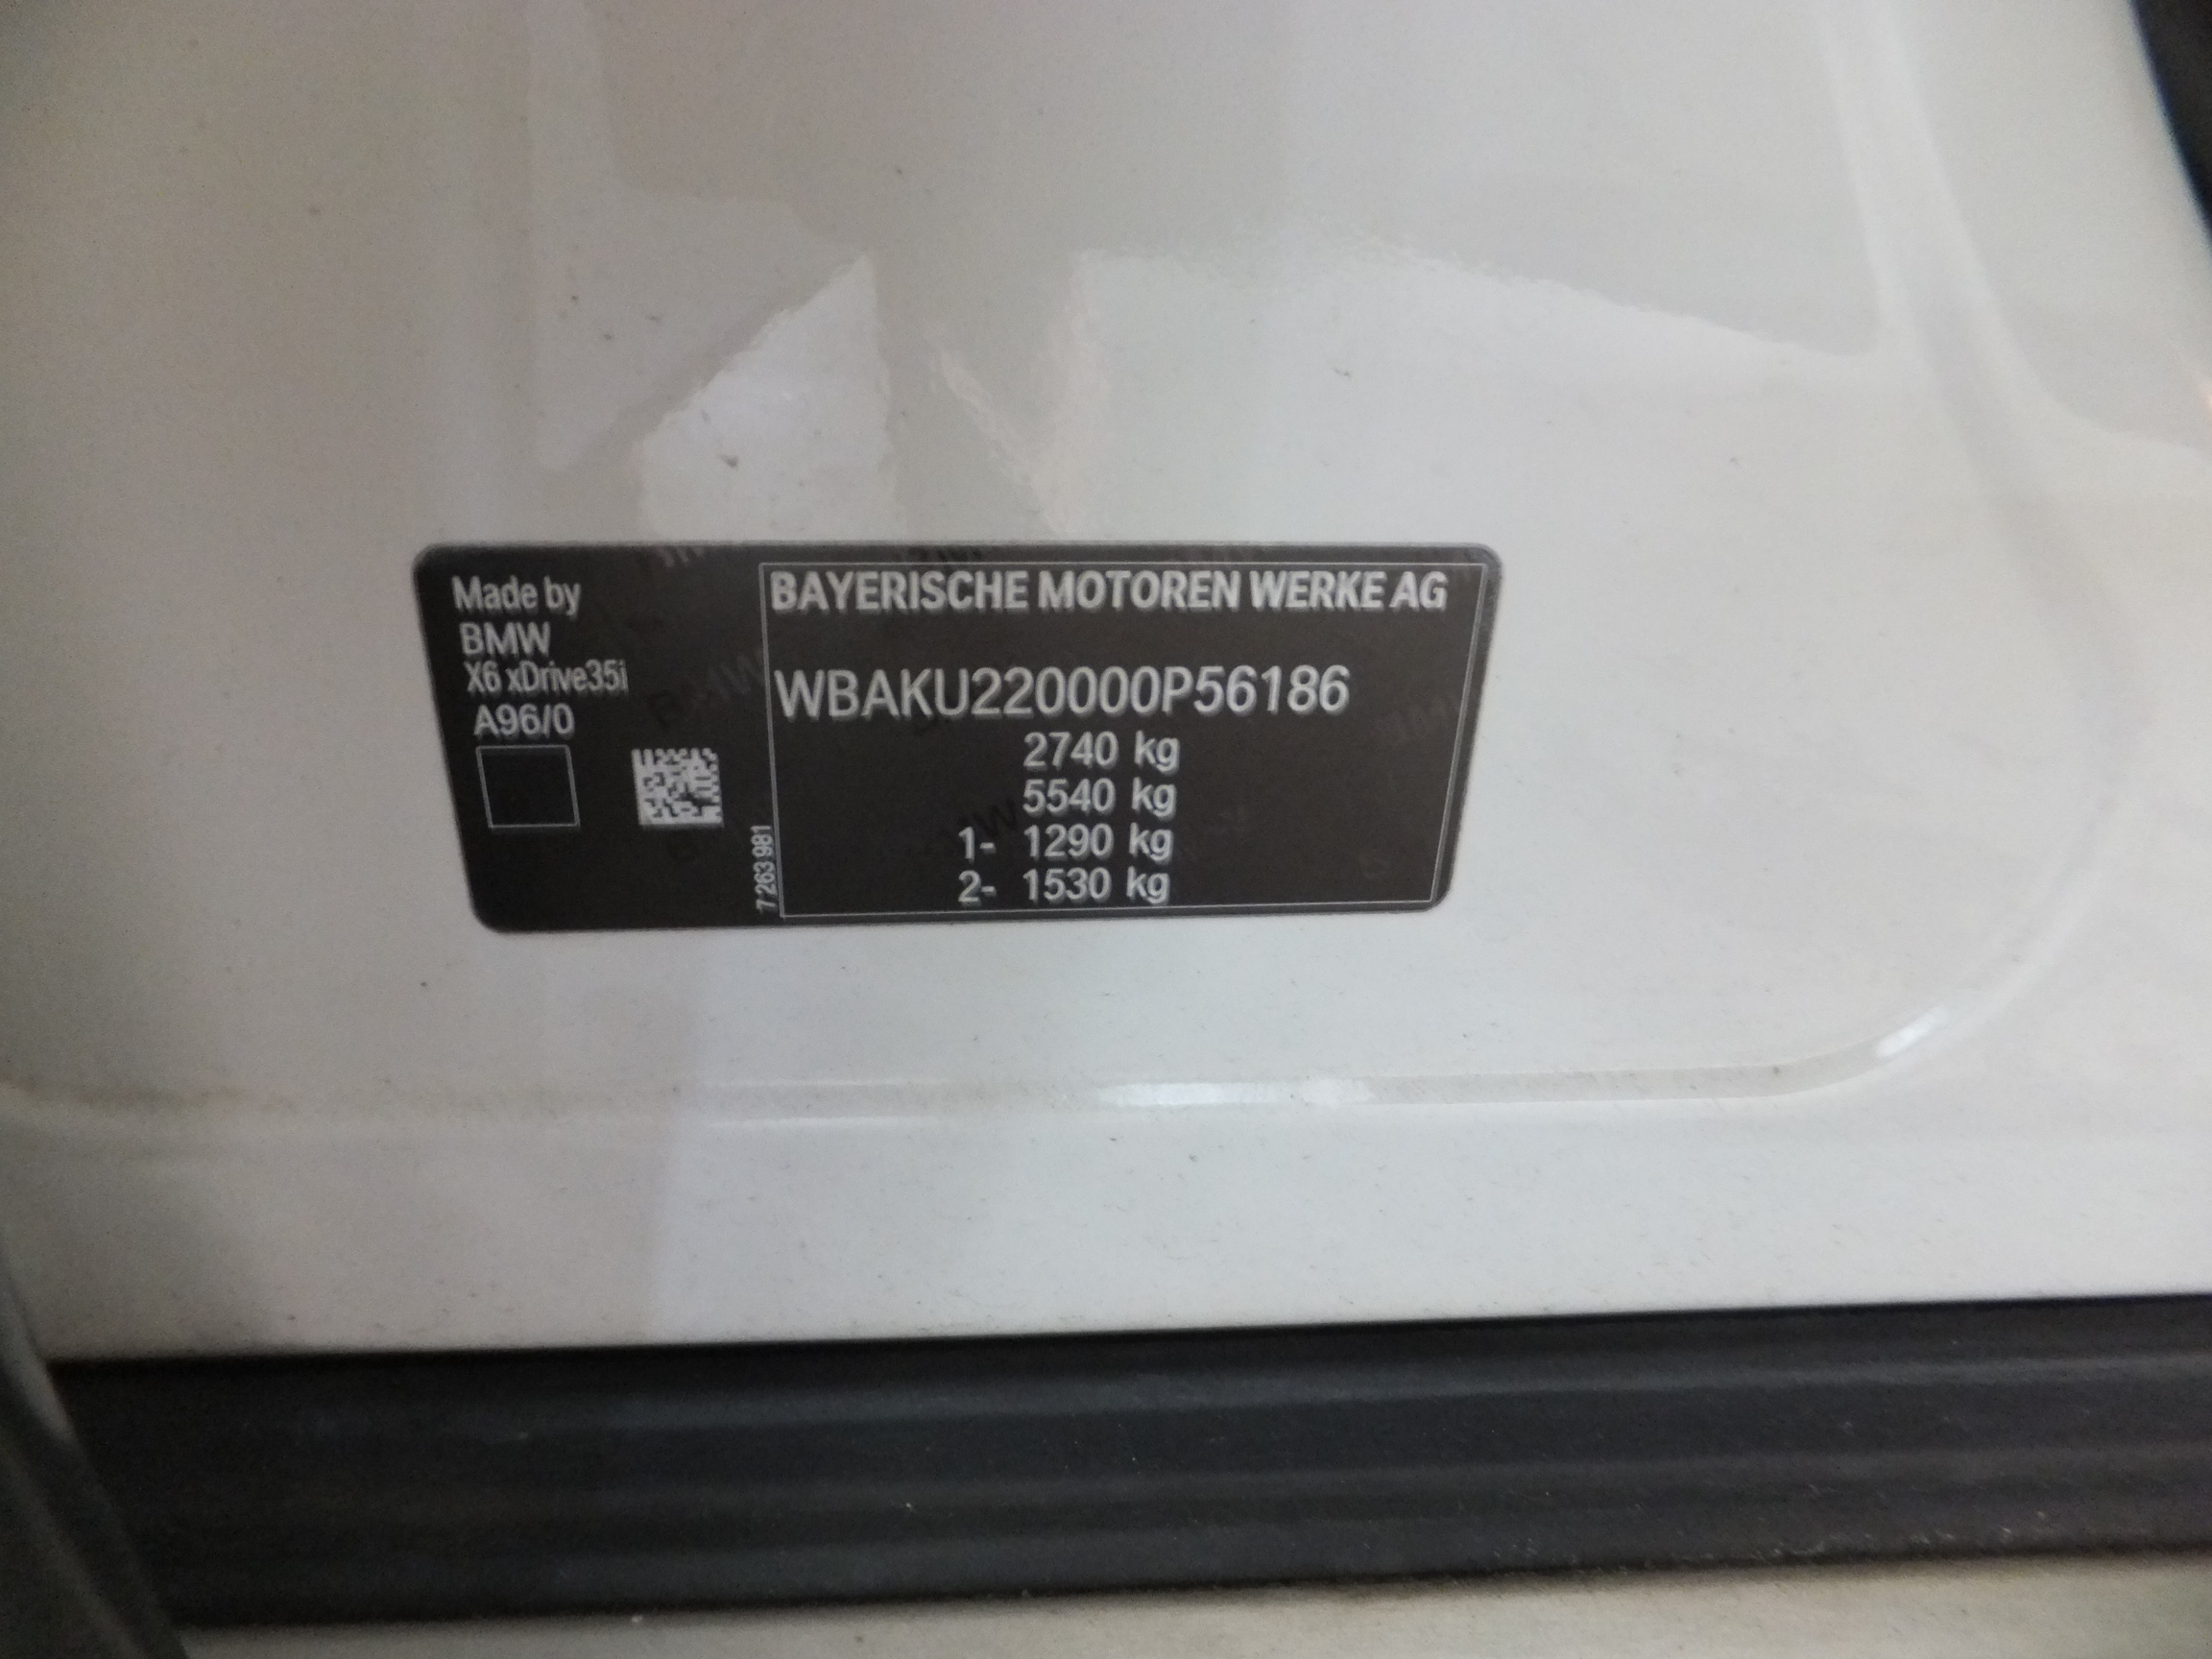 Made by
BMW
X6 xDrive35i
A96/0
7 263 981
BAYERISCHE MOTOREN WERKE AG
WBAKU220000P56186
2740 kg
5540 kg
1- 1290 kg
2- 1530 kg